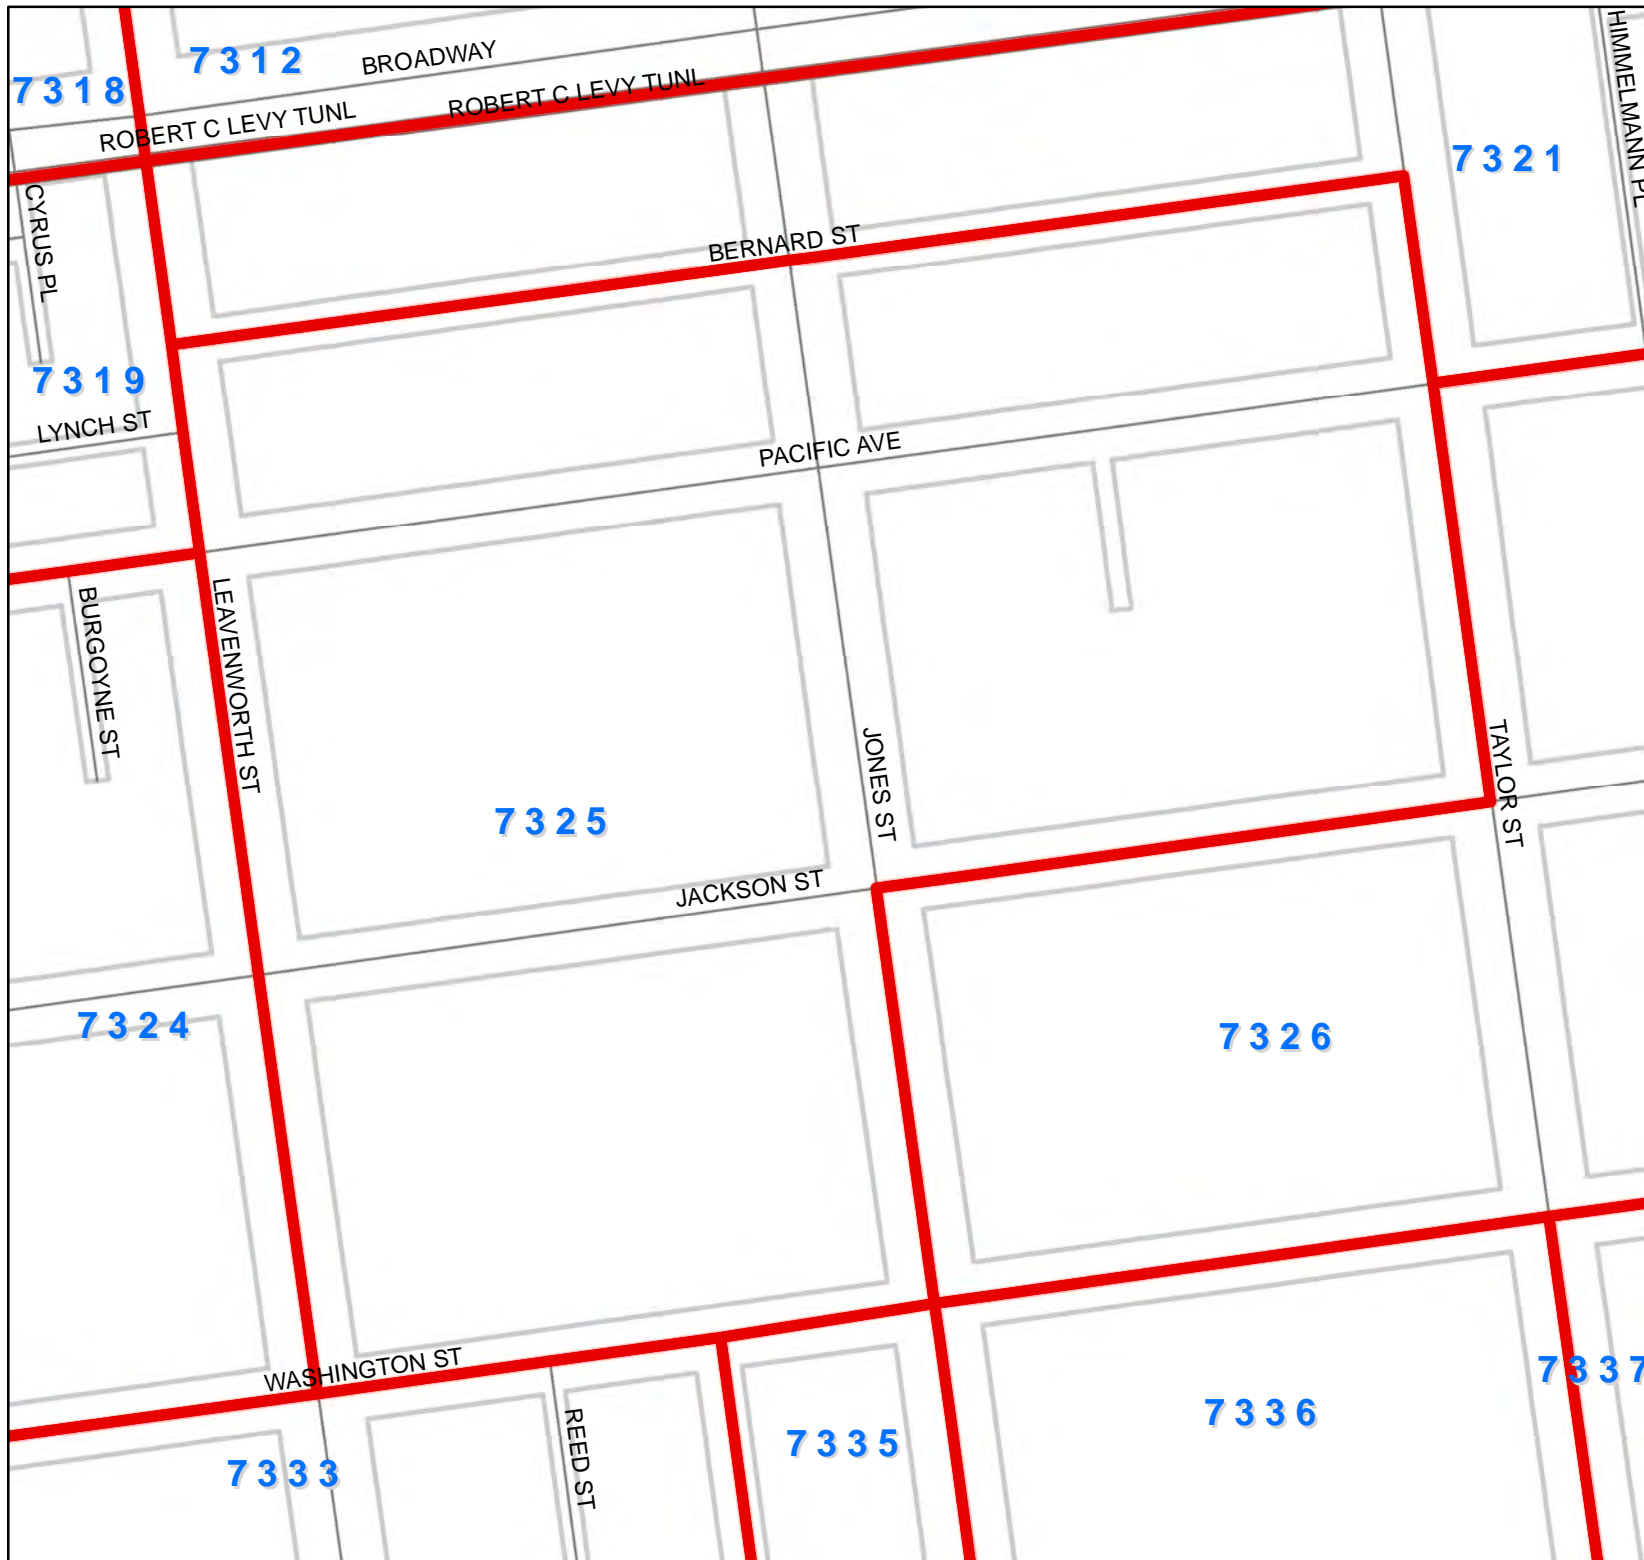 7312
BROADWAY
7318
ROBERT C LEVY TUNL
ROBERT C LEVY TUNL
HIMMELMANN PL
7321
CYRUS PL
BERNARD ST
7319
LYNCH ST
PACIFIC AVE
BURGOYNE ST
LEAVENWORTH ST
JONES ST
TAYLOR ST
7325
JACKSON ST
7324
7326
WASHINGTON ST
7337
7336
REED ST
7335
7333